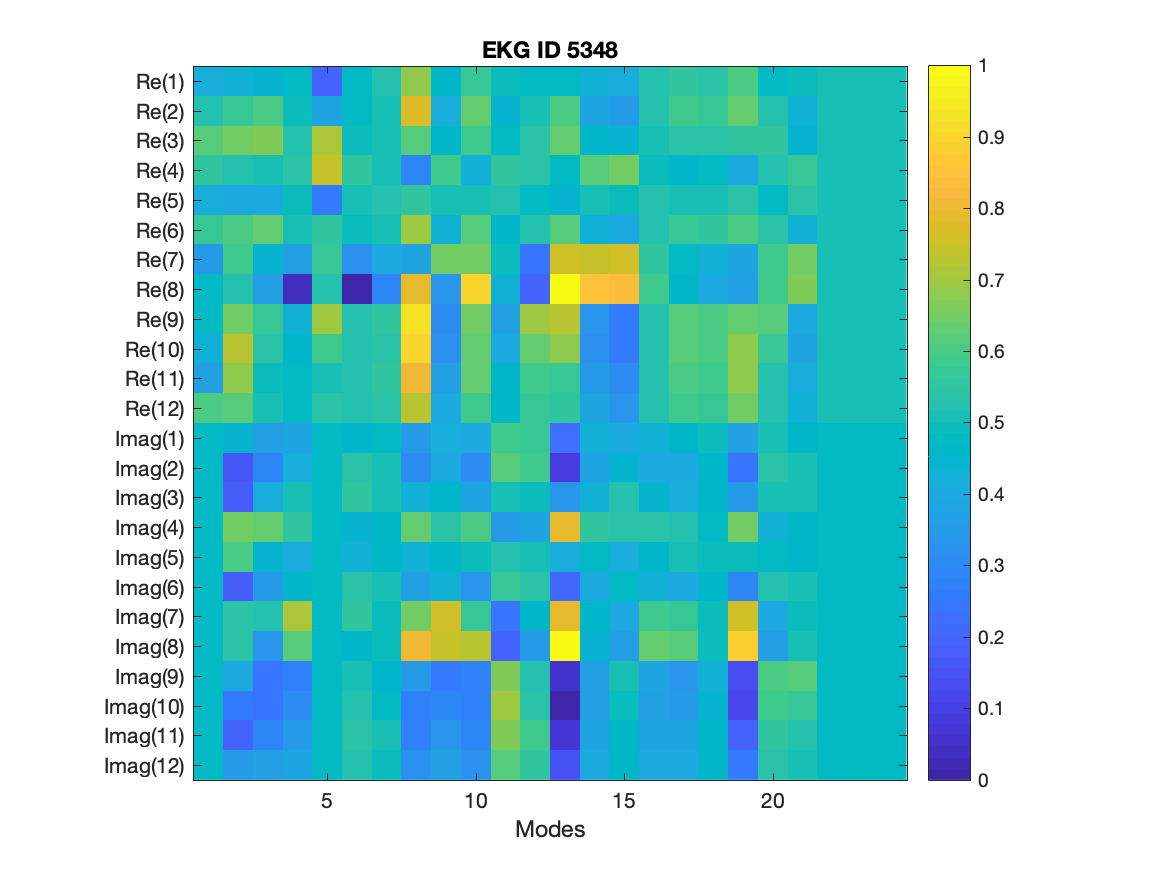 EKG ID 5348
Re(1)
Re(2)
Re(3)
Re(4)
Re(5)
Re(6)
Re(7)
Re(8)
Re(9)
Re(10)
Re(11)
Re(12)
Imag(1)
Imag(2)
Imag(3)
Imag(4)
Imag(5)
Imag(6)
Imag(7)
Imag(8)
Imag(9)
Imag(10)
Imag(11)
Imag(12)
5 10 15 20
Modes
1
0.9
0.8
0.7
0.6
0.5
0.4
0.3
0.2
0.1
0